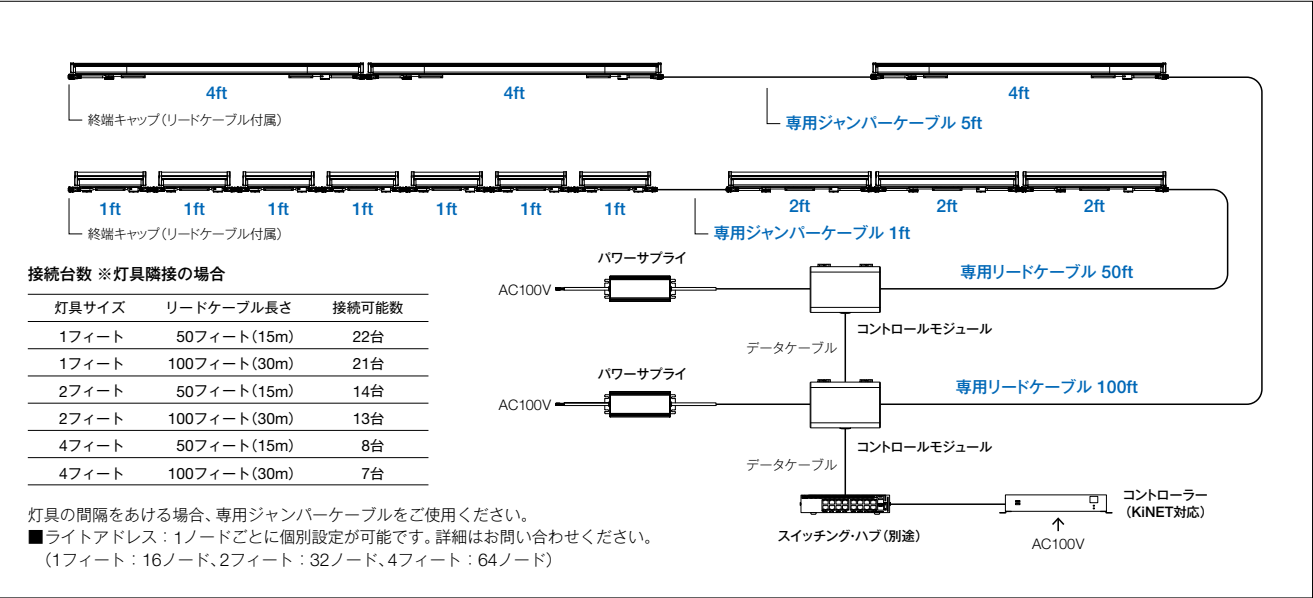 4ft 4ft 4ft
終端キャップ(リードケーブル付属)
専用ジャンパーケーブル 5ft
1ft 1ft 1ft 1ft 1ft 1ft 1ft 2ft 2ft 2ft
終端キャップ(リードケーブル付属)
専用ジャンパーケーブル 1ft
接続台数 ※灯具隣接の場合
灯具サイズ リードケーブル長さ 接続可能数
1フィート 50フィート(15m) 22台
1フィート 100フィート(30m) 21台
2フィート 50フィート(15m) 14台
2フィート 100フィート(30m) 13台
4フィート 50フィート(15m) 8台
4フィート 100フィート(30m) 7台
パワーサプライ
AC100V
専用リードケーブル 50ft
コントロールモジュール
データケーブル
パワーサプライ
AC100V
専用リードケーブル 100ft
コントロールモジュール
データケーブル
スイッチング・ハブ(別途)
コントローラー
(KiNET対応)
AC100V
灯具の間隔をあける場合、専用ジャンパーケーブルをご使用ください。
■ライトアドレス:1ノードごとに個別設定が可能です。詳細はお問い合わせください。
(1フィート:16ノード、2フィート:32ノード、4フィート:64ノード)